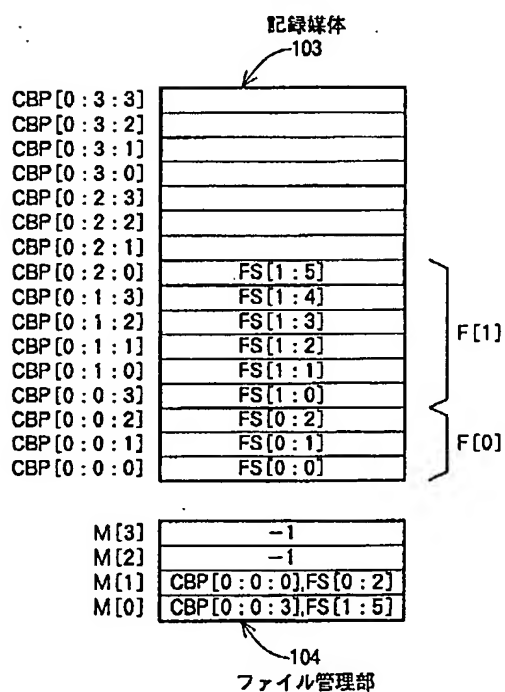 記録媒体
103
CBP[0:3:3]
CBP[0:3:2]
CBP[0:3:1]
CBP[0:3:0]
CBP[0:2:3]
CBP[0:2:2]
CBP[0:2:1]
CBP[0:2:0] FS[1:5]
CBP[0:1:3] FS[1:4]
CBP[0:1:2] FS[1:3]
CBP[0:1:1] FS[1:2]
CBP[0:1:0] FS[1:1]
CBP[0:0:3] FS[1:0]
F[1]
CBP[0:0:2] FS[0:2]
CBP[0:0:1] FS[0:1]
CBP[0:0:0] FS[0:0]
F[0]
M[3] -1
M[2] -1
M[1] CBP[0:0:0],FS[0:2]
M[0] CBP[0:0:3],FS[1:5]
104
ファイル管理部